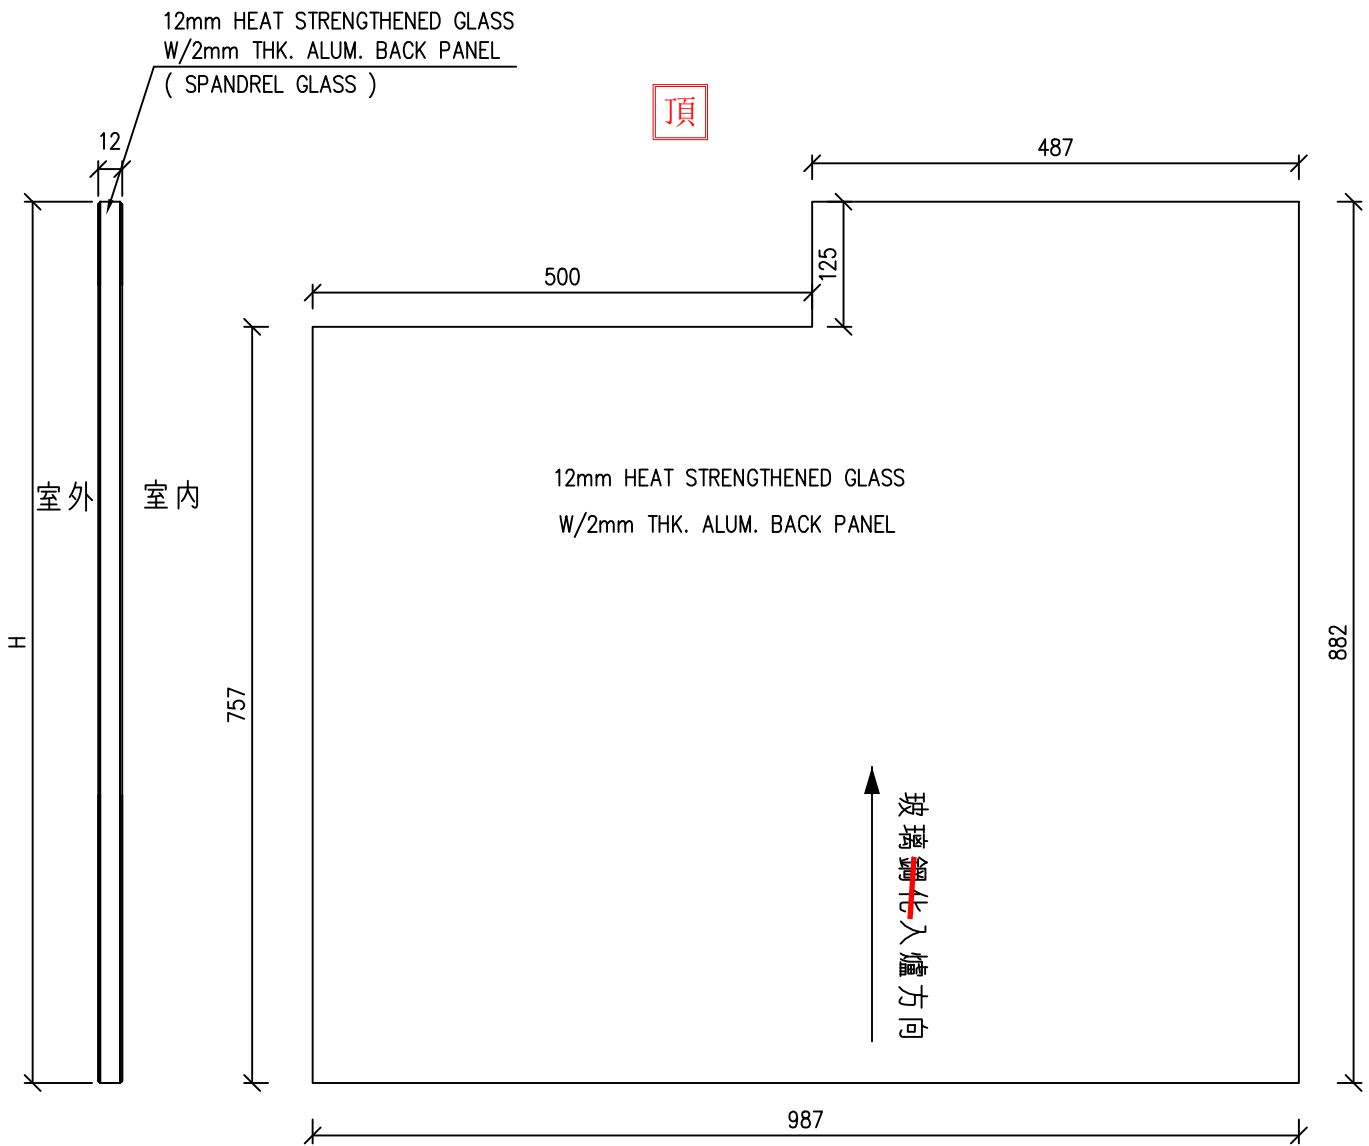 12mm HEAT STRENGTHENED GLASS
W/2mm THK. ALUM. BACK PANEL
( SPANDREL GLASS )
頂
12
487
125
500
室外
室内
12mm HEAT STRENGTHENED GLASS
W/2mm THK. ALUM. BACK PANEL
H
882
757
玻璃鋼化入爐方向
987